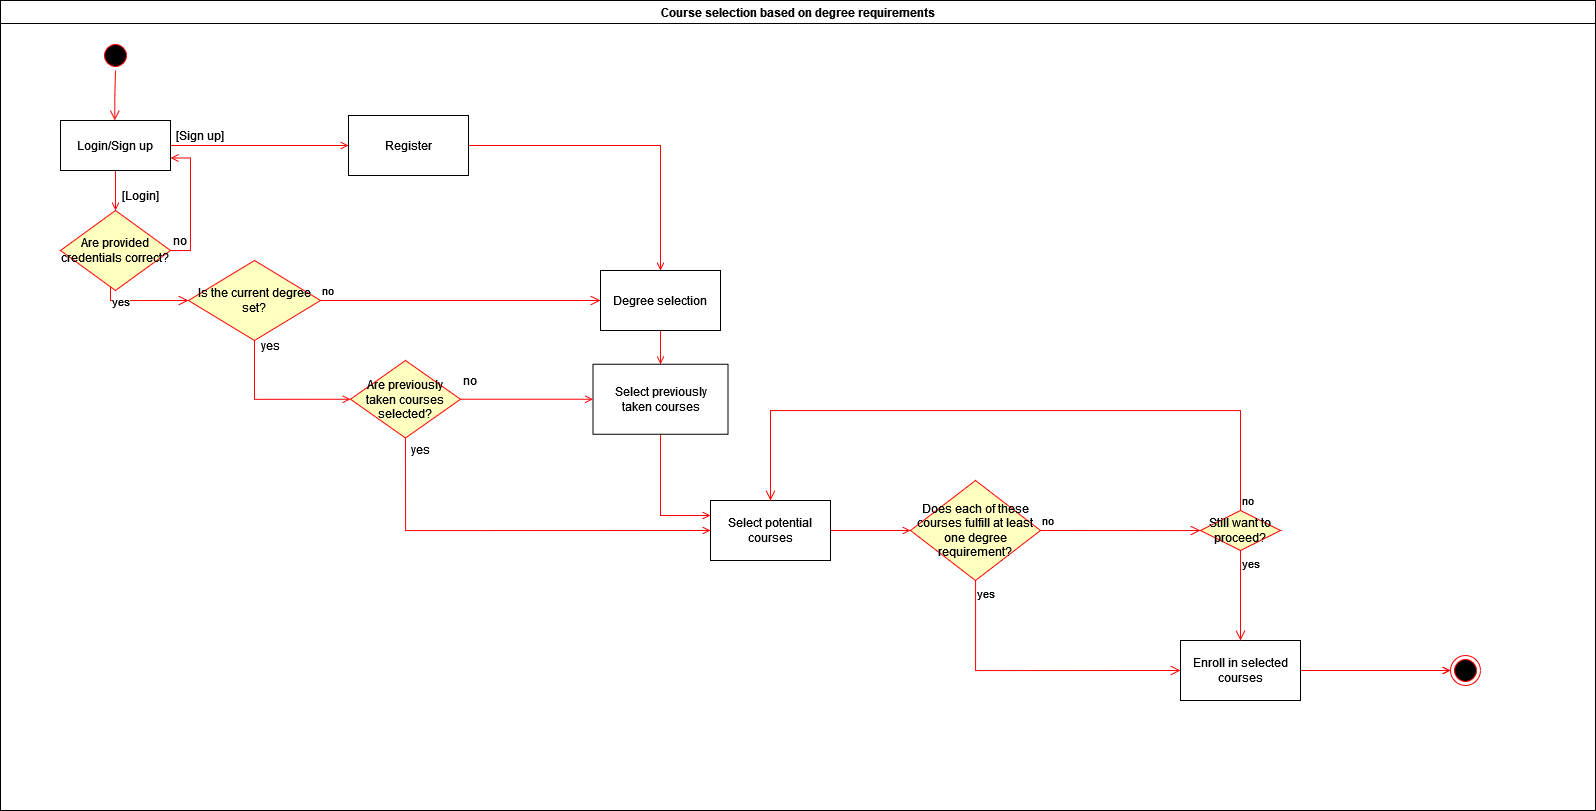 Course selection based on degree requirements
Login/Sign up
[Sign up]
Register
[Login]
Are provided
credentials correct?
no
yes
Is the current degree
set?
no
yes
Degree selection
Are previously
taken courses
selected?
no
yes
Select previously
taken courses
Select potential
courses
Does each of these
courses fulfill at least
one degree
requirement?
no
yes
Still want to
proceed?
no
yes
Enroll in selected
courses